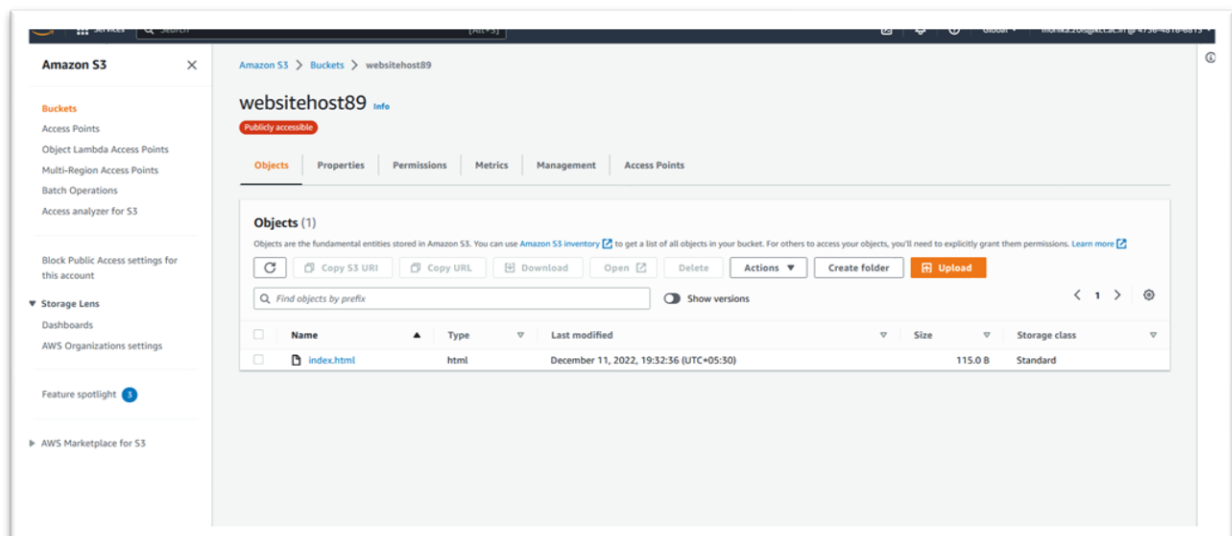 Services Search [Alt+S] Global
Amazon S3
Buckets
Access Points
Object Lambda Access Points
Multi-Region Access Points
Batch Operations
Access analyzer for S3
Block Public Access settings for
this account
Storage Lens
Dashboards
AWS Organizations settings
Feature spotlight 3
AWS Marketplace for S3
Amazon S3 > Buckets > websitehost89
websitehost89 Info
Publicly accessible
Objects Properties Permissions Metrics Management Access Points
Objects (1)
Objects are the fundamental entities stored in Amazon S3. You can use Amazon S3 inventory to get a list of all objects in your bucket. For others to access your objects, you'll need to explicitly grant them permissions. Learn more
Copy S3 URI Copy URL Download Open Delete Actions Create folder Upload
Find objects by prefix Show versions < 1 >
Name Type Last modified Size Storage class
index.html html December 11, 2022, 19:32:36 (UTC+05:30) 115.0 B Standard